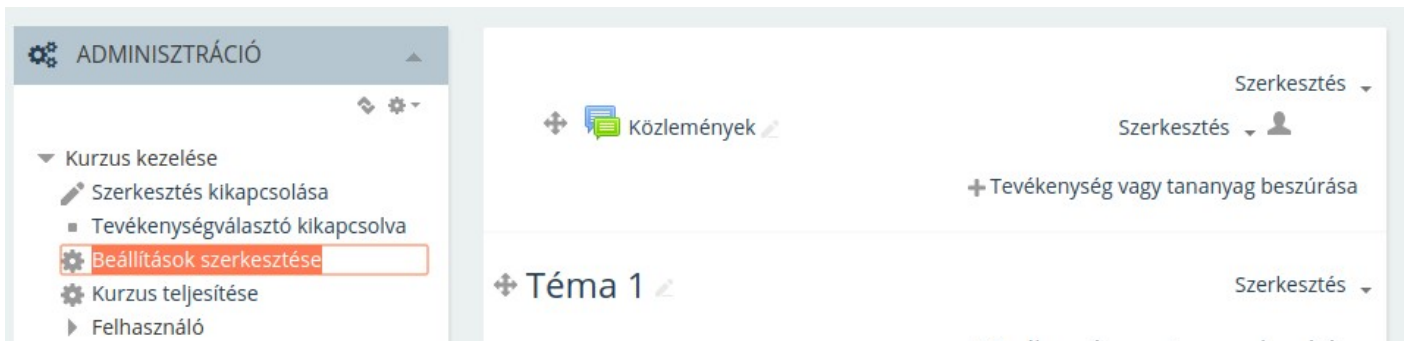 ADMINISZTRÁCIÓ
Kurzus kezelése
Szerkesztés kikapcsolása
Tevékenységválasztó kikapcsolva
Beállítások szerkesztése
Kurzus teljesítése
Felhasználó
Szerkesztés
Közlemények
Szerkesztés
Tevékenység vagy tananyag beszúrása
Téma 1
Szerkesztés